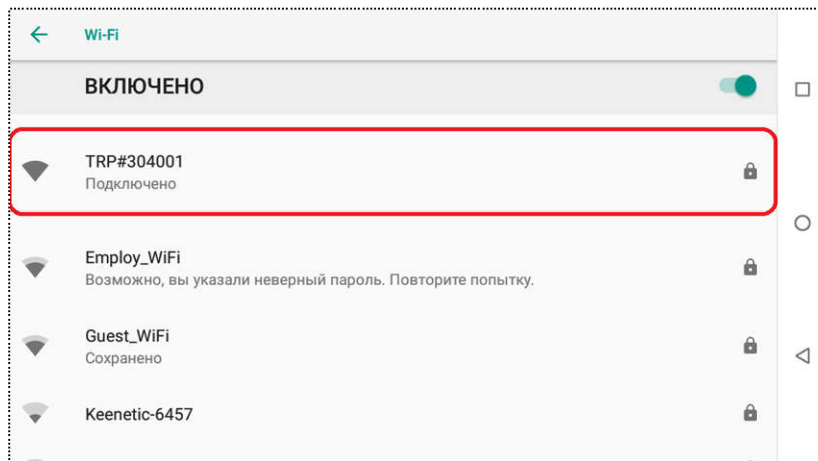 Wi-Fi
ВКЛЮЧЕНО
TRP#304001
Подключено
Employ_WiFi
Возможно, вы указали неверный пароль. Повторите попытку.
Guest_WiFi
Сохранено
Keenetic-6457